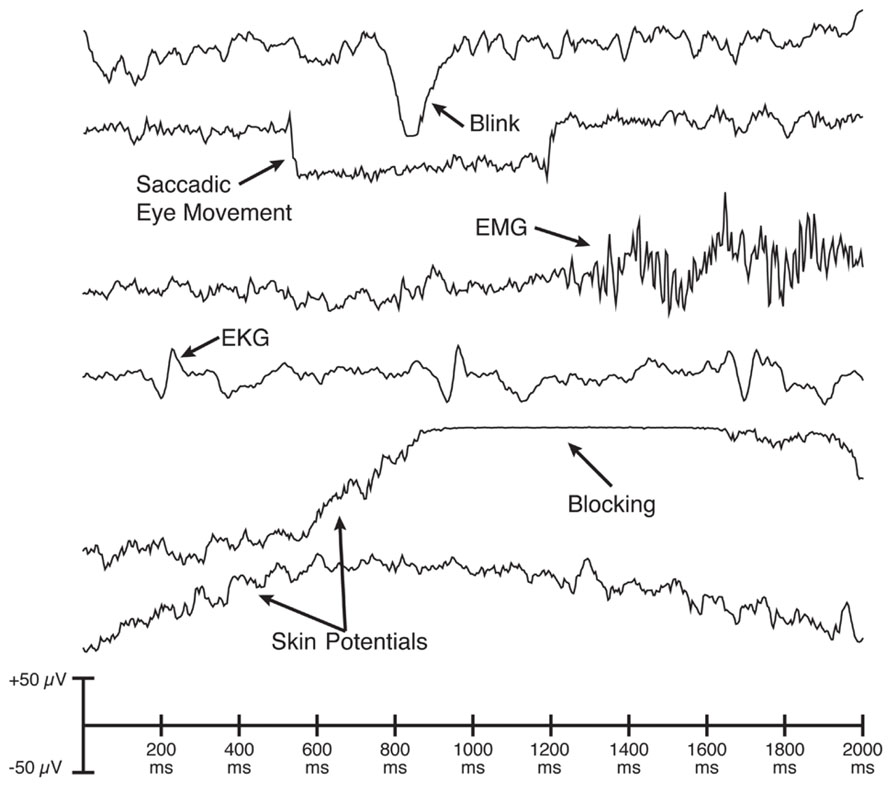 Blink
Saccadic
Eye Movement
EMG
EKG
Blocking
Skin Potentials
+50 µV
-50 µV
200 400 600 800 1000 1200 1400 1600 1800 2000
ms ms ms ms ms ms ms ms ms ms